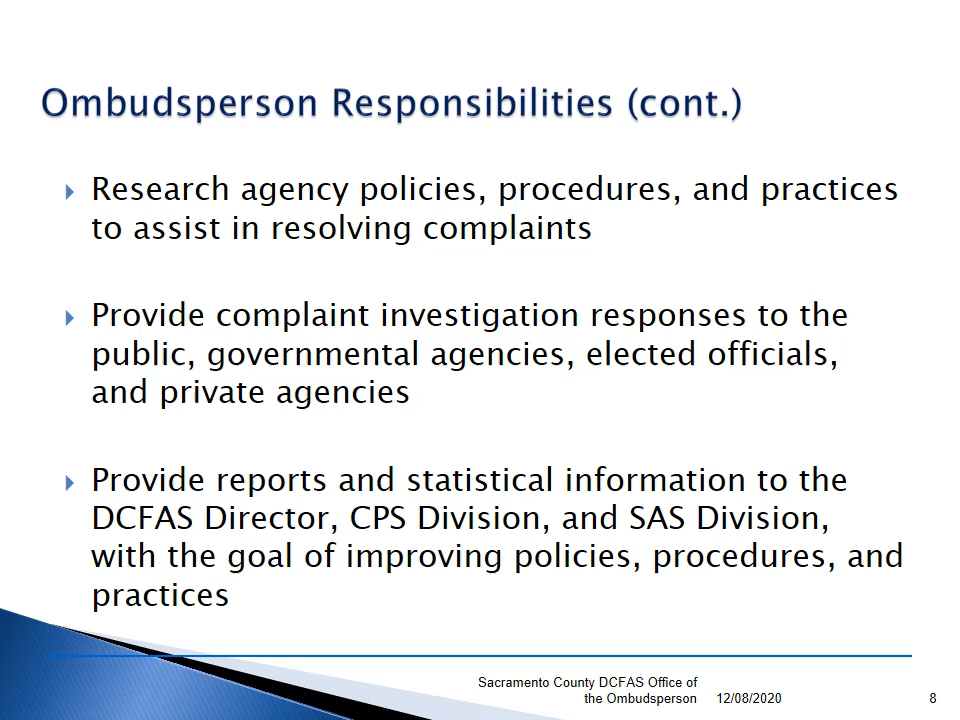 Ombudsperson Responsibilities (cont.)
Research agency policies, procedures, and practices
to assist in resolving complaints
Provide complaint investigation responses to the
public, governmental agencies, elected officials,
and private agencies
Provide reports and statistical information to the
DCFAS Director, CPS Division, and SAS Division,
with the goal of improving policies, procedures, and
practices
Sacramento County DCFAS Office of
the Ombudsperson 12/08/2020 8